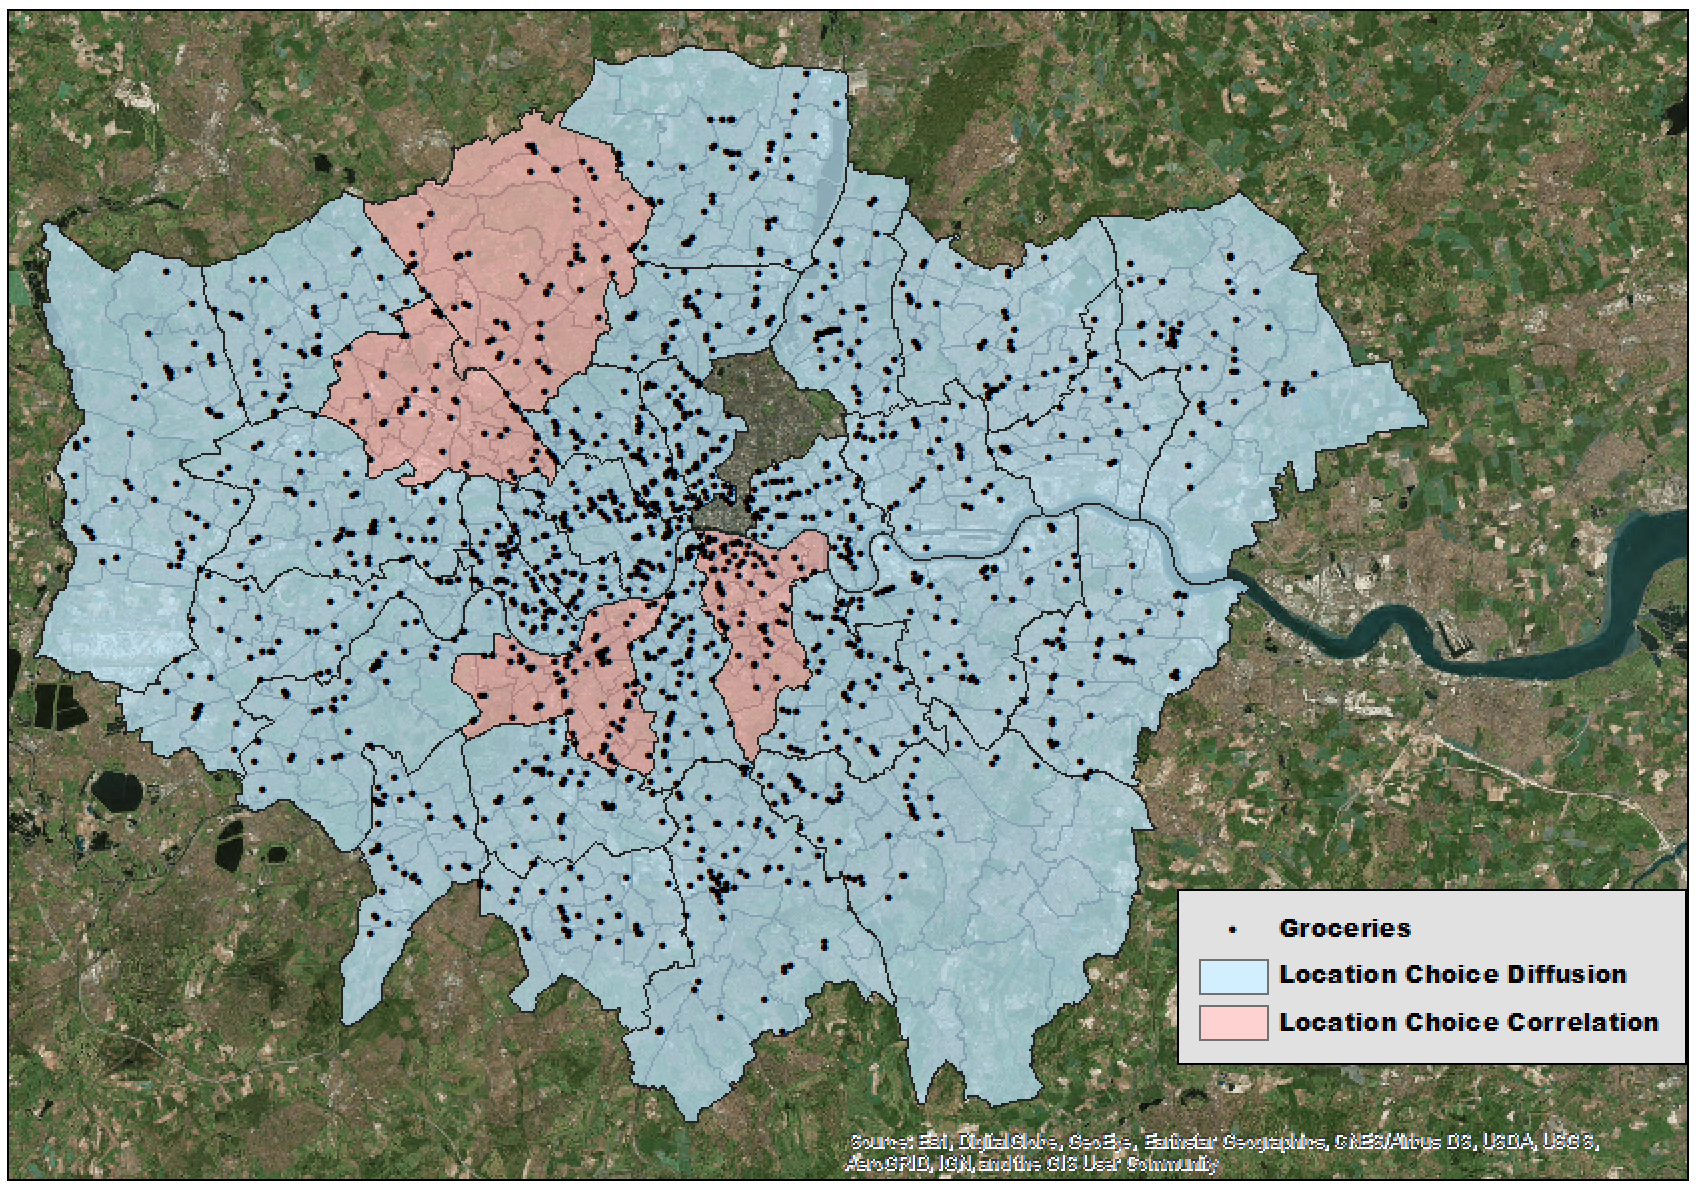 Groceries
Location Choice Diffusion
Location Choice Correlation
Source: Esri, DigitalGlobe, GeoEye, Earthstar Geographics, CNES/Airbus DS, USDA, USGS,
AeroGRID, IGN, and the GIS User Community